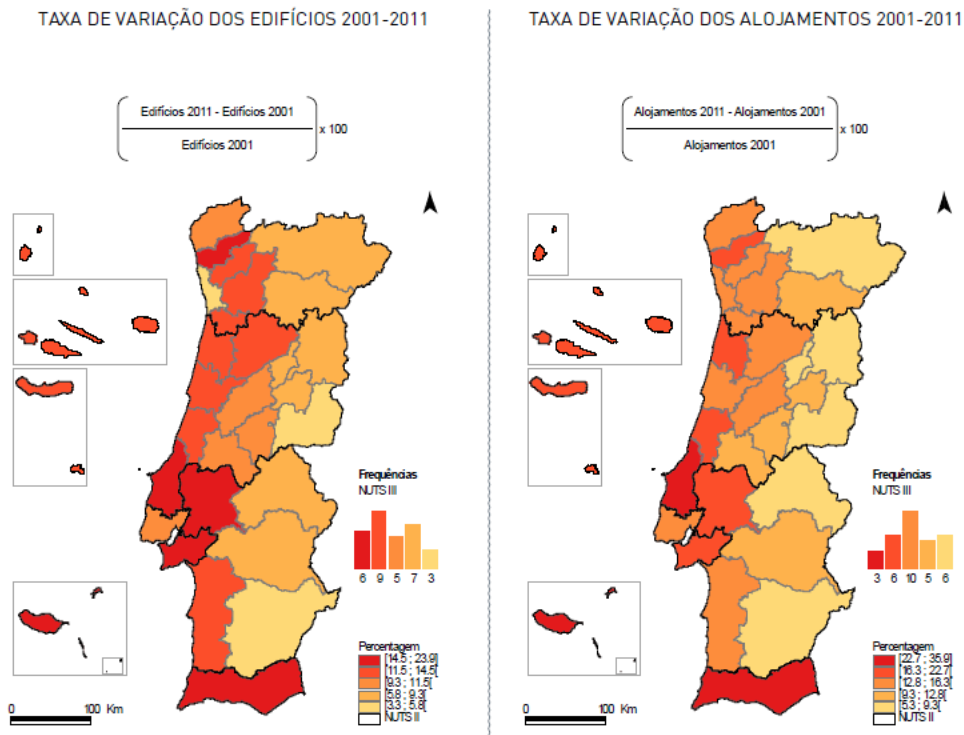 TAXA DE VARIAÇÃO DOS EDIFÍCIOS 2001-2011
Edifícios 2011 - Edifícios 2001
Edifícios 2001
x 100
Frequências
NUTS III
6 9 5 7 3
Percentagem
[14.5 ; 23.9]
[11.5 ; 14.5[
[9.3 ; 11.5[
[5.8 ; 9.3[
[3.3 ; 5.8[
NUTS II
0 100 Km
TAXA DE VARIAÇÃO DOS ALOJAMENTOS 2001-2011
Alojamentos 2011 - Alojamentos 2001
Alojamentos 2001
x 100
Frequências
NUTS III
3 6 10 5 6
Percentagem
[22.7 ; 35.9]
[16.3 ; 22.7[
[12.8 ; 16.3[
[9.3 ; 12.8[
[5.3 ; 9.3[
NUTS II
0 100 Km